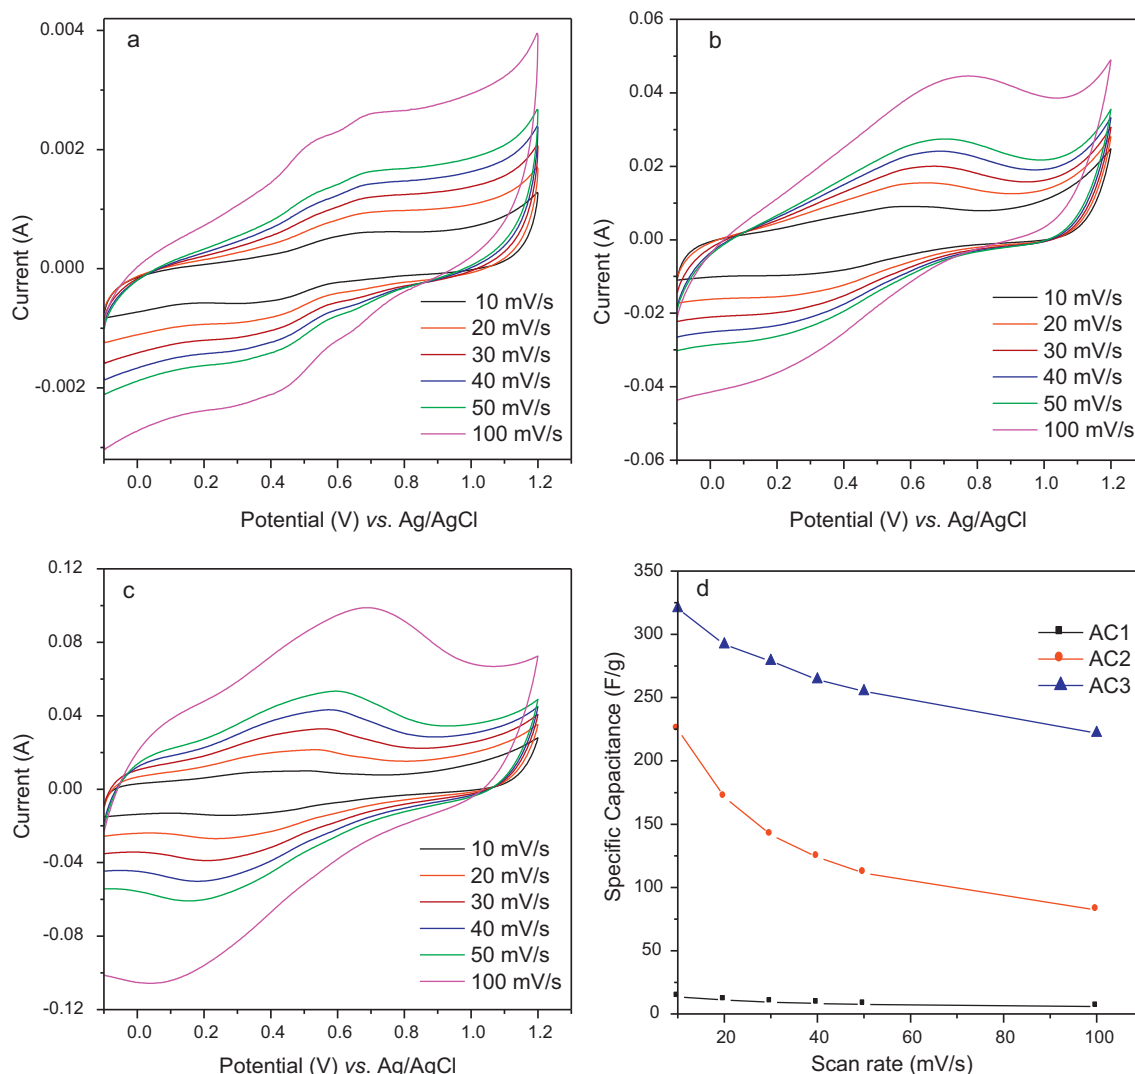 a
0.004
0.002
0.000
-0.002
Current (A)
10 mV/s
20 mV/s
30 mV/s
40 mV/s
50 mV/s
100 mV/s
0.0 0.2 0.4 0.6 0.8 1.0 1.2
Potential (V) vs. Ag/AgCl
b
0.06
0.04
0.02
0.00
-0.02
-0.04
-0.06
Current (A)
10 mV/s
20 mV/s
30 mV/s
40 mV/s
50 mV/s
100 mV/s
0.0 0.2 0.4 0.6 0.8 1.0 1.2
Potential (V) vs. Ag/AgCl
c
0.12
0.08
0.04
0.00
-0.04
-0.08
-0.12
Current (A)
10 mV/s
20 mV/s
30 mV/s
40 mV/s
50 mV/s
100 mV/s
0.0 0.2 0.4 0.6 0.8 1.0 1.2
Potential (V) vs. Ag/AgCl
d
350
300
250
200
150
100
50
0
Specific Capacitance (F/g)
AC1
AC2
AC3
20 40 60 80 100
Scan rate (mV/s)